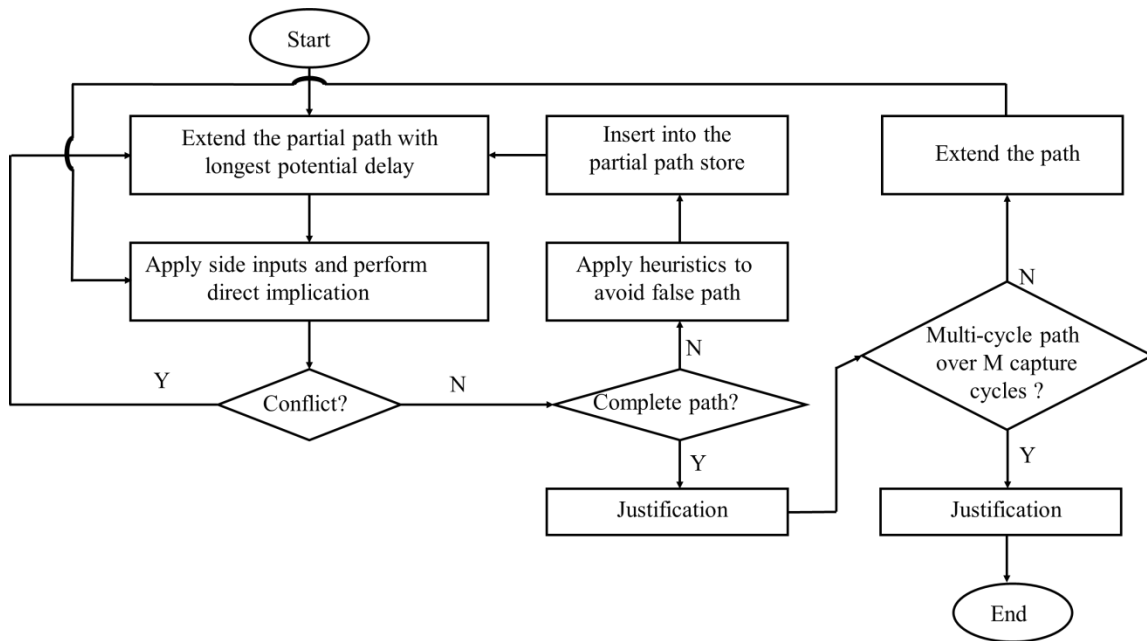 Start
Extend the partial path with
longest potential delay
Insert into the
partial path store
Extend the path
Apply side inputs and perform
direct implication
Apply heuristics to
avoid false path
N
Multi-cycle path
over M capture
cycles ?
Y
Conflict?
N
N
Complete path?
Y
Y
Justification
Justification
End